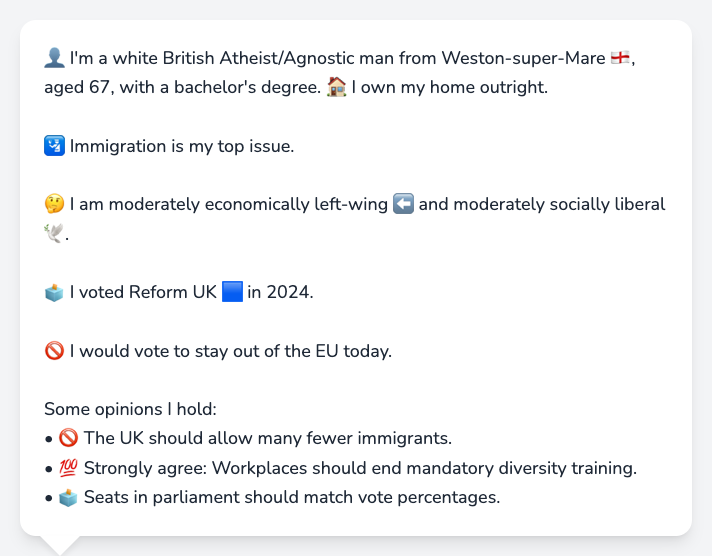 👤 I'm a white British Atheist/Agnostic man from Weston-super-Mare 🏴󠁧󠁢󠁥󠁮󠁧󠁿,
aged 67, with a bachelor's degree. 🏠 I own my home outright.
🛂 Immigration is my top issue.
🤔 I am moderately economically left-wing ⬅️ and moderately socially liberal
🕊️.
🗳️ I voted Reform UK 🟦 in 2024.
🚫 I would vote to stay out of the EU today.
Some opinions I hold:
• 🚫 The UK should allow many fewer immigrants.
• 💯 Strongly agree: Workplaces should end mandatory diversity training.
• 🗳️ Seats in parliament should match vote percentages.